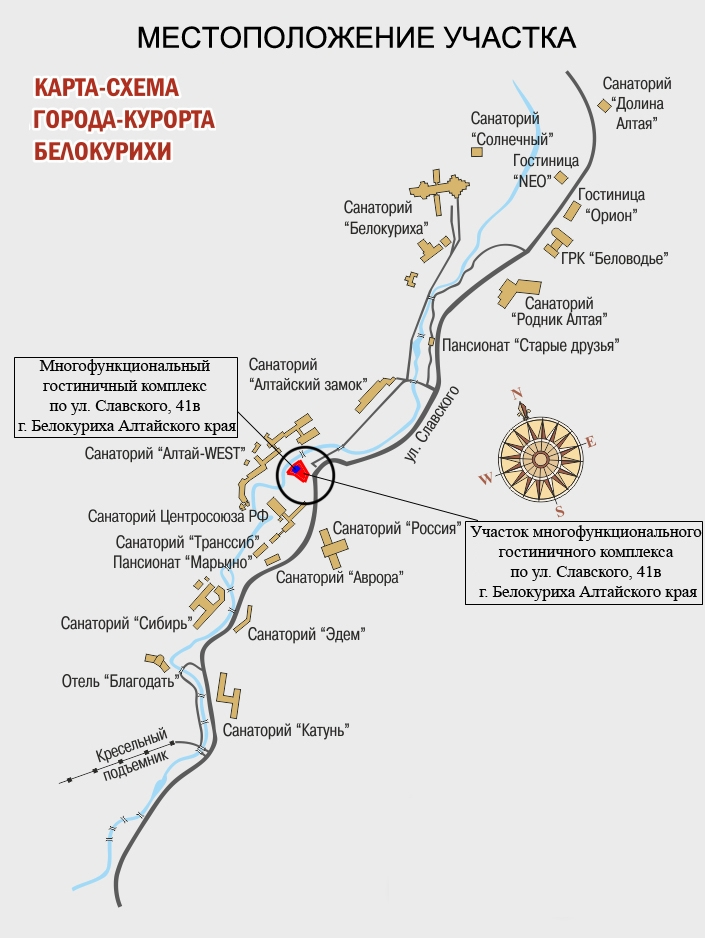 МЕСТОПОЛОЖЕНИЕ УЧАСТКА
КАРТА-СХЕМА
ГОРОДА-КУРОРТА
БЕЛОКУРИХИ
Санаторий
“Долина
Алтая”
Санаторий
“Солнечный”
Гостиница
“NEO”
Гостиница
“Орион”
Санаторий
“Белокуриха”
ГРК “Беловодье”
Санаторий
“Родник Алтая”
Пансионат “Старые друзья”
Санаторий
“Алтайский замок”
Многофункциональный
гостиничный комплекс
по ул. Славского, 41в
г. Белокуриха Алтайского края
ул. Славского
N
E
W
S
Санаторий “Алтай-WEST”
Санаторий Центросоюза РФ
Санаторий “Россия”
Участок многофункционального
гостиничного комплекса
по ул. Славского, 41в
г. Белокуриха Алтайского края
Санаторий “Транссиб”
Пансионат “Марьино”
Санаторий “Аврора”
Санаторий “Сибирь”
Санаторий “Эдем”
Отель “Благодать”
Санаторий “Катунь”
Кресельный
подъемник